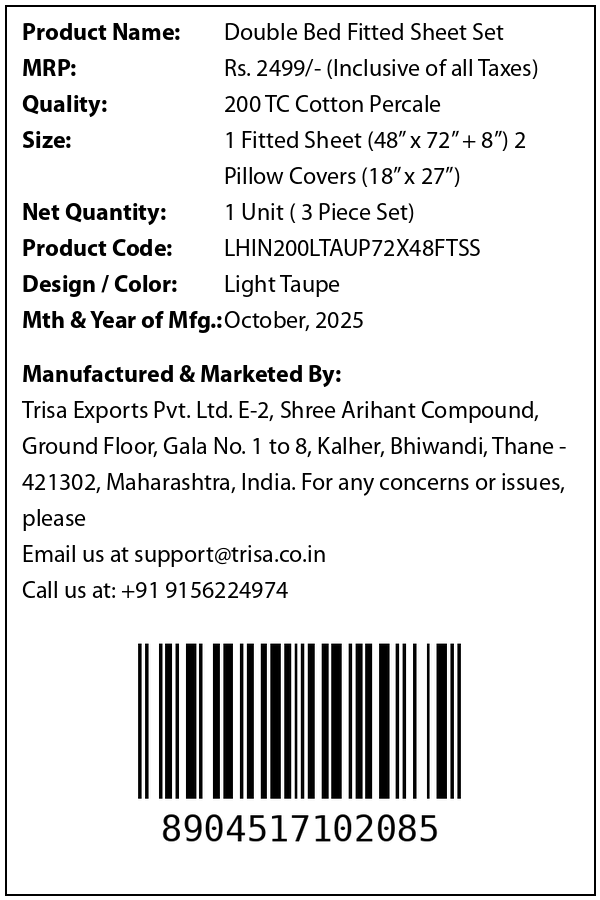 Product Name: Double Bed Fitted Sheet Set
MRP: Rs. 2499/- (Inclusive of all Taxes)
Quality: 200 TC Cotton Percale
Size: 1 Fitted Sheet (48” x 72” + 8”) 2
Pillow Covers (18” x 27”)
Net Quantity: 1 Unit ( 3 Piece Set)
Product Code: LHIN200LTAUP72X48FTSS
Design / Color: Light Taupe
Mth & Year of Mfg.: October, 2025
Manufactured & Marketed By:
Trisa Exports Pvt. Ltd. E-2, Shree Arihant Compound,
Ground Floor, Gala No. 1 to 8, Kalher, Bhiwandi, Thane -
421302, Maharashtra, India. For any concerns or issues,
please
Email us at support@trisa.co.in
Call us at: +91 9156224974
8904517102085